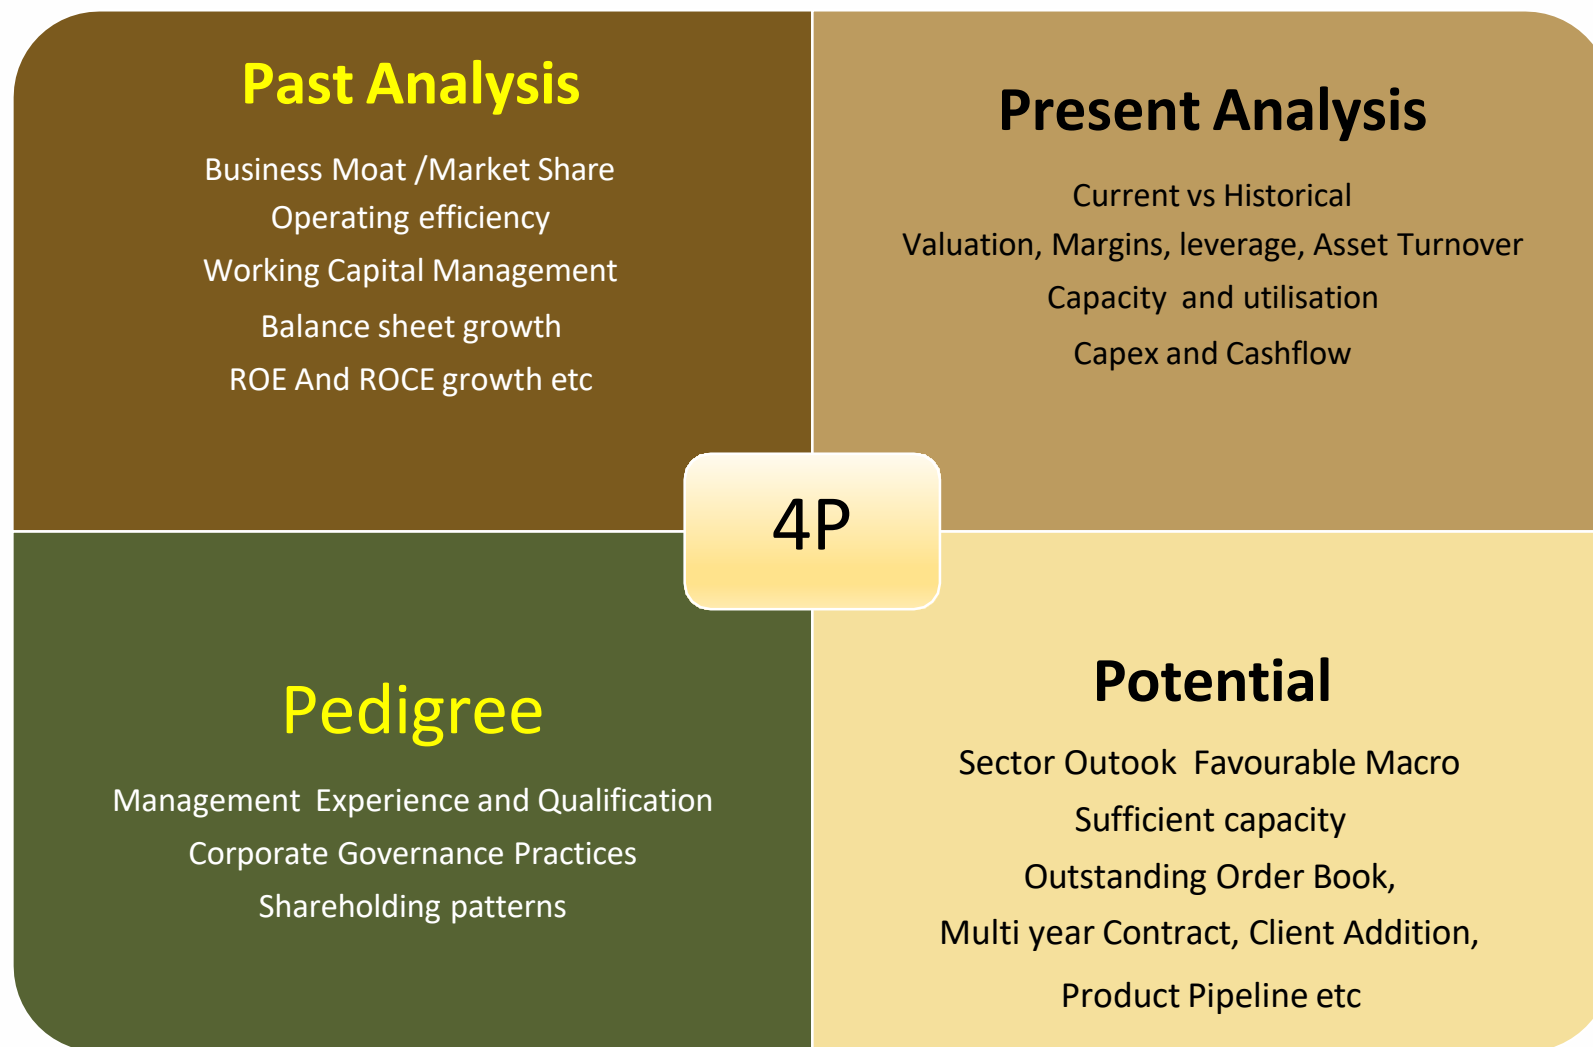 Past Analysis
Business Moat /Market Share
Operating efficiency
Working Capital Management
Balance sheet growth
ROE And ROCE growth etc
Present Analysis
Current vs Historical
Valuation, Margins, leverage, Asset Turnover
Capacity and utilisation
Capex and Cashflow
4P
Pedigree
Management Experience and Qualification
Corporate Governance Practices
Shareholding patterns
Potential
Sector Outook Favourable Macro
Sufficient capacity
Outstanding Order Book,
Multi year Contract, Client Addition,
Product Pipeline etc